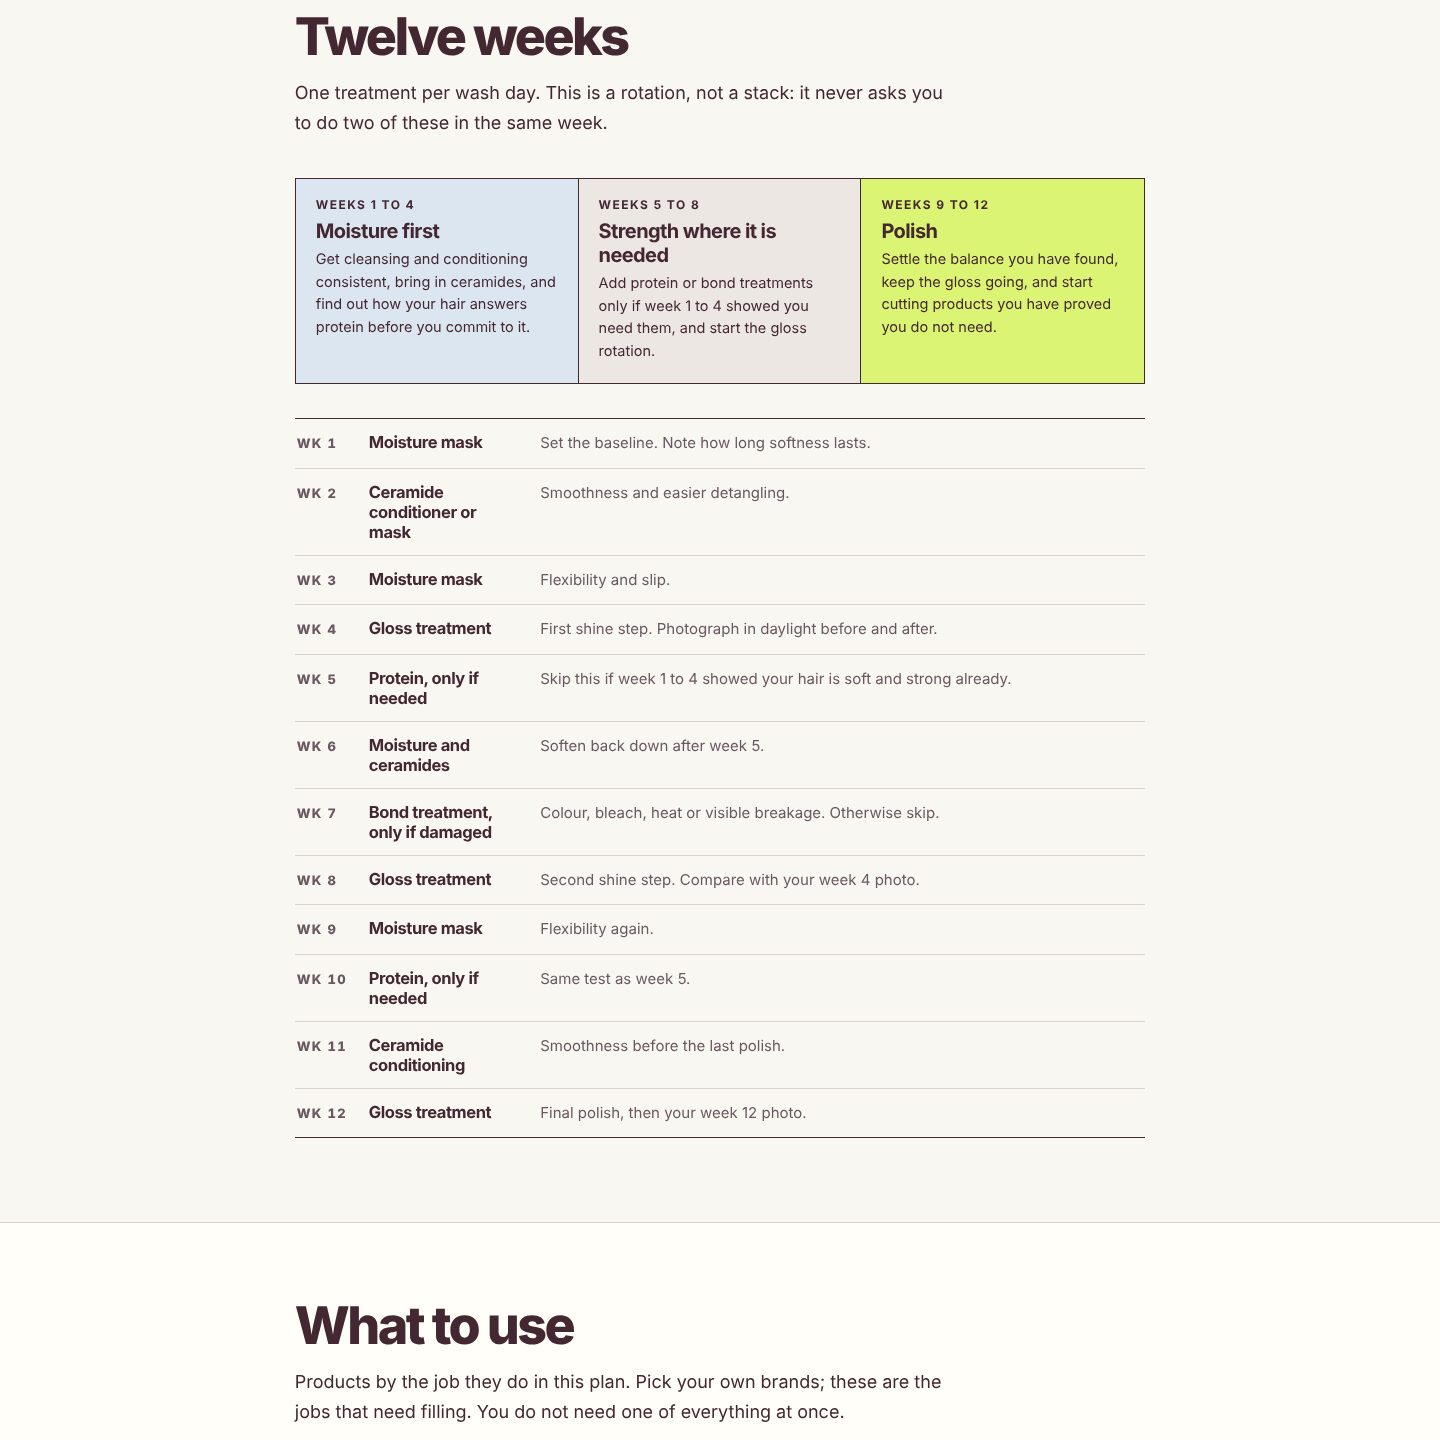 Twelve weeks
One treatment per wash day. This is a rotation, not a stack: it never asks you
to do two of these in the same week.
WEEKS 1 TO 4
Moisture first
Get cleansing and conditioning
consistent, bring in ceramides, and
find out how your hair answers
protein before you commit to it.
WEEKS 5 TO 8
Strength where it is
needed
Add protein or bond treatments
only if week 1 to 4 showed you
need them, and start the gloss
rotation.
WEEKS 9 TO 12
Polish
Settle the balance you have found,
keep the gloss going, and start
cutting products you have proved
you do not need.
WK 1 Moisture mask Set the baseline. Note how long softness lasts.
WK 2 Ceramide Smoothness and easier detangling.
conditioner or
mask
WK 3 Moisture mask Flexibility and slip.
WK 4 Gloss treatment First shine step. Photograph in daylight before and after.
WK 5 Protein, only if Skip this if week 1 to 4 showed your hair is soft and strong already.
needed
WK 6 Moisture and Soften back down after week 5.
ceramides
WK 7 Bond treatment, Colour, bleach, heat or visible breakage. Otherwise skip.
only if damaged
WK 8 Gloss treatment Second shine step. Compare with your week 4 photo.
WK 9 Moisture mask Flexibility again.
WK 10 Protein, only if Same test as week 5.
needed
WK 11 Ceramide Smoothness before the last polish.
conditioning
WK 12 Gloss treatment Final polish, then your week 12 photo.
What to use
Products by the job they do in this plan. Pick your own brands; these are the
jobs that need filling. You do not need one of everything at once.